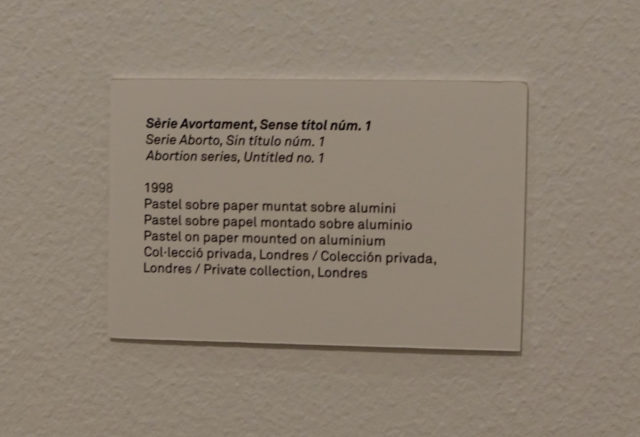 Sèrie Avortament, Sense títol núm. 1
Serie Aborto, Sin título núm. 1
Abortion series, Untitled no. 1
1998
Pastel sobre paper muntat sobre alumini
Pastel sobre papel montado sobre aluminio
Pastel on paper mounted on aluminium
Col·lecció privada, Londres / Colección privada,
Londres / Private collection, Londres